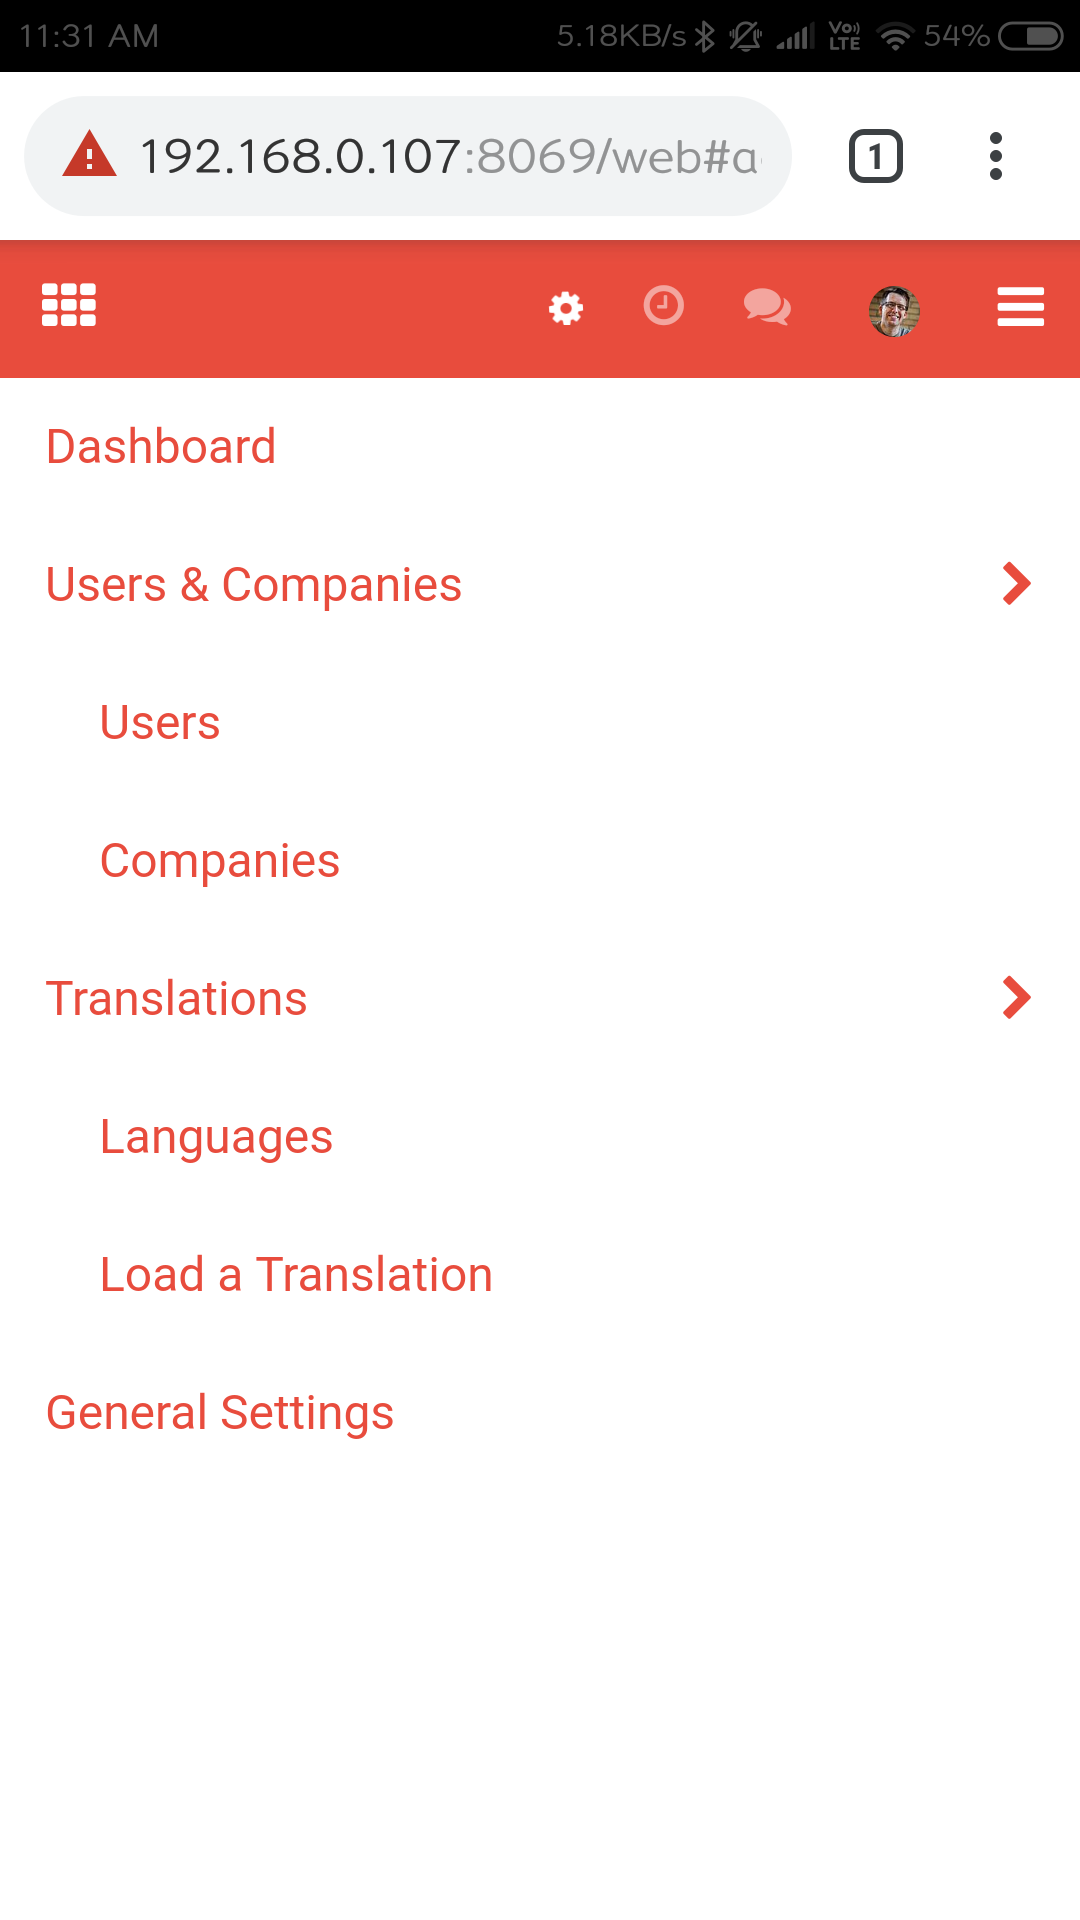 11:31 AM 5.18KB/s Vo LTE 54%
192.168.0.107:8069/web#a 1
Dashboard
Users & Companies
Users
Companies
Translations
Languages
Load a Translation
General Settings